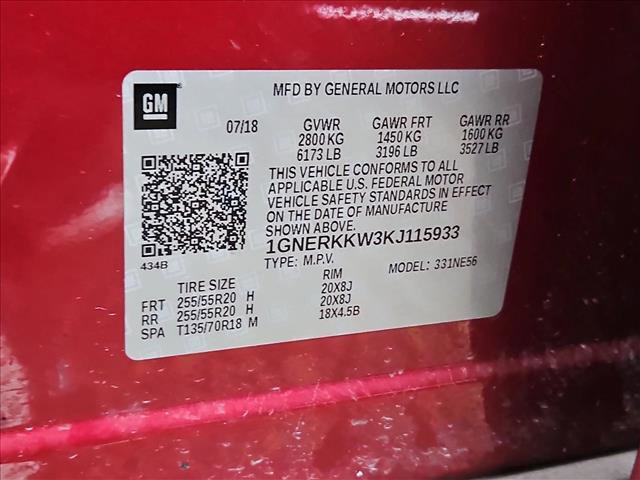 GM
MFD BY GENERAL MOTORS LLC
07/18 GVWR GAWR FRT GAWR RR
2800 KG 1450 KG 1600 KG
6173 LB 3196 LB 3527 LB
THIS VEHICLE CONFORMS TO ALL
APPLICABLE U.S. FEDERAL MOTOR
VEHICLE SAFETY STANDARDS IN EFFECT
ON THE DATE OF MANUFACTURE
SHOWN ABOVE.
1GNERKKW3KJ115933
434B TYPE: M.P.V. MODEL: 331NE56
TIRE SIZE RIM
FRT 255/55R20 H 20X8J
RR 255/55R20 H 20X8J
SPA T135/70R18 M 18X4.5B